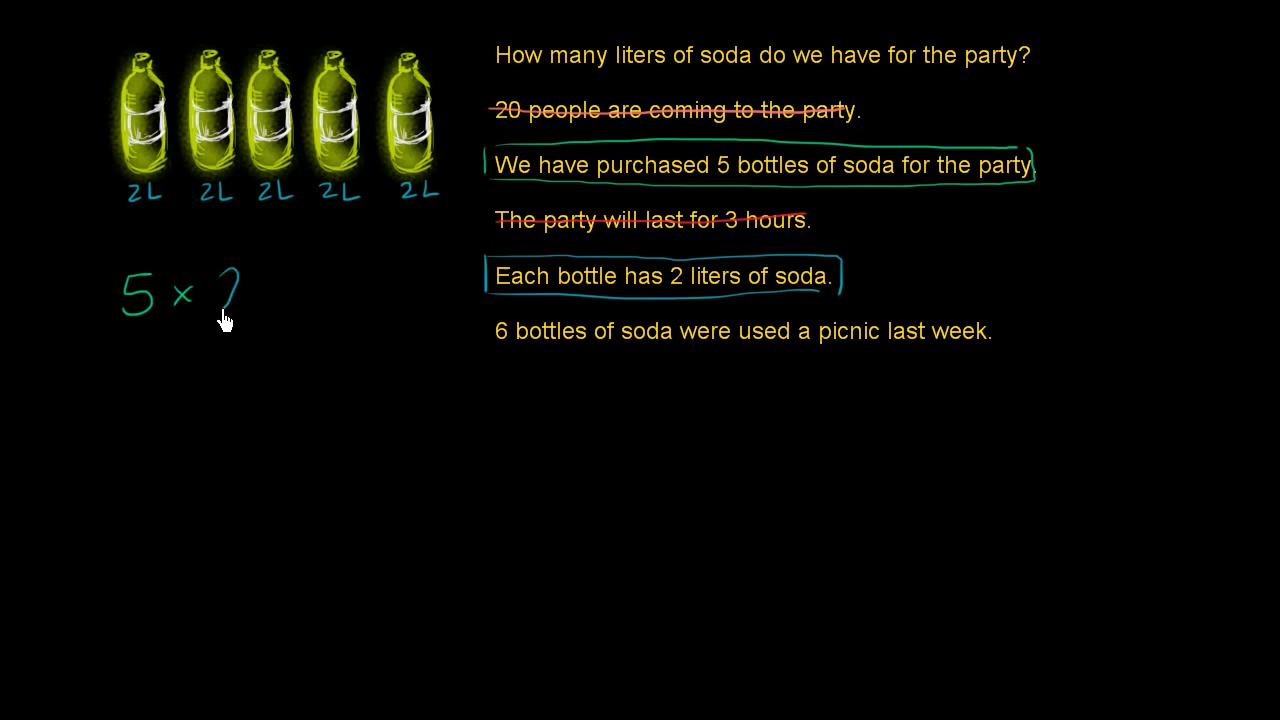 How many liters of soda do we have for the party?
20 people are coming to the party.
We have purchased 5 bottles of soda for the party.
The party will last for 3 hours.
Each bottle has 2 liters of soda.
6 bottles of soda were used a picnic last week.
2L 2L 2L 2L 2L
5 × ?